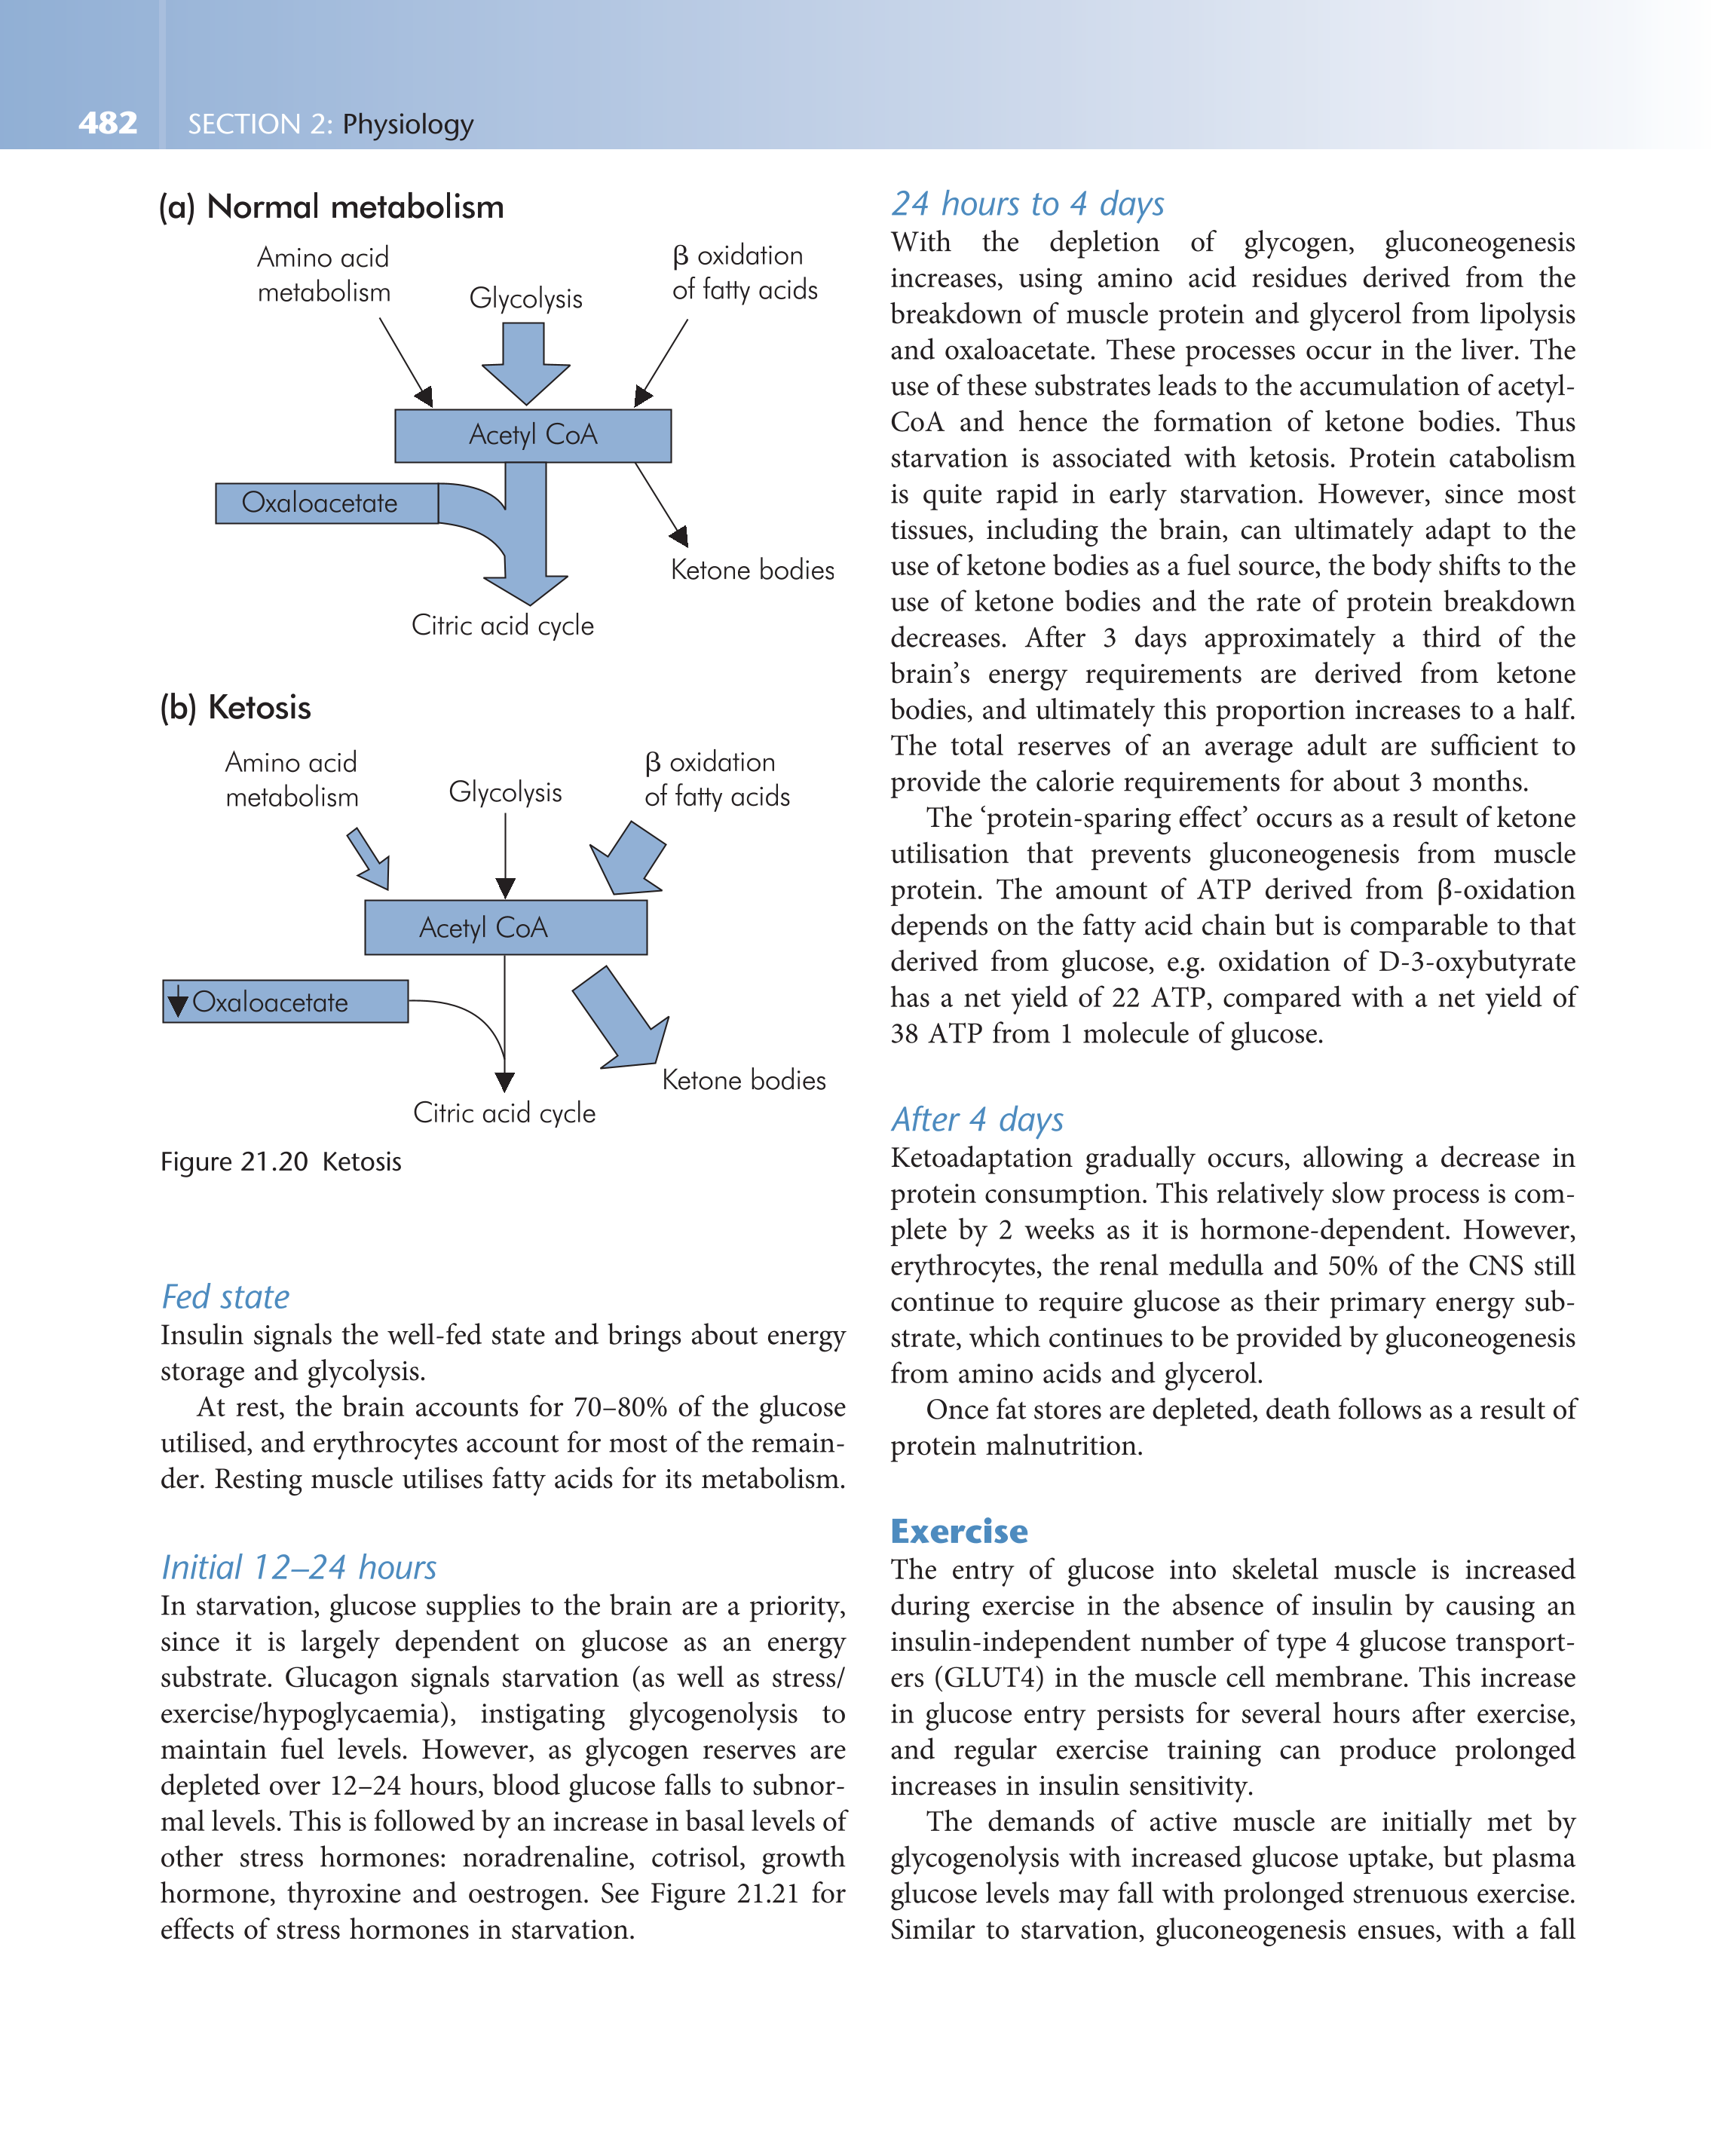 482 SECTION 2: Physiology
(a) Normal metabolism
Amino acid
metabolism
Glycolysis
β oxidation
of fatty acids
Acetyl CoA
Oxaloacetate
Ketone bodies
Citric acid cycle
(b) Ketosis
Amino acid
metabolism
Glycolysis
β oxidation
of fatty acids
Acetyl CoA
Oxaloacetate
Ketone bodies
Citric acid cycle
Figure 21.20 Ketosis
Fed state
Insulin signals the well-fed state and brings about energy
storage and glycolysis.
At rest, the brain accounts for 70–80% of the glucose
utilised, and erythrocytes account for most of the remain-
der. Resting muscle utilises fatty acids for its metabolism.
Initial 12–24 hours
In starvation, glucose supplies to the brain are a priority,
since it is largely dependent on glucose as an energy
substrate. Glucagon signals starvation (as well as stress/
exercise/hypoglycaemia), instigating glycogenolysis to
maintain fuel levels. However, as glycogen reserves are
depleted over 12–24 hours, blood glucose falls to subnor-
mal levels. This is followed by an increase in basal levels of
other stress hormones: noradrenaline, cotrisol, growth
hormone, thyroxine and oestrogen. See Figure 21.21 for
effects of stress hormones in starvation.
24 hours to 4 days
With the depletion of glycogen, gluconeogenesis
increases, using amino acid residues derived from the
breakdown of muscle protein and glycerol from lipolysis
and oxaloacetate. These processes occur in the liver. The
use of these substrates leads to the accumulation of acetyl-
CoA and hence the formation of ketone bodies. Thus
starvation is associated with ketosis. Protein catabolism
is quite rapid in early starvation. However, since most
tissues, including the brain, can ultimately adapt to the
use of ketone bodies as a fuel source, the body shifts to the
use of ketone bodies and the rate of protein breakdown
decreases. After 3 days approximately a third of the
brain’s energy requirements are derived from ketone
bodies, and ultimately this proportion increases to a half.
The total reserves of an average adult are sufficient to
provide the calorie requirements for about 3 months.
The ‘protein-sparing effect’ occurs as a result of ketone
utilisation that prevents gluconeogenesis from muscle
protein. The amount of ATP derived from β-oxidation
depends on the fatty acid chain but is comparable to that
derived from glucose, e.g. oxidation of D-3-oxybutyrate
has a net yield of 22 ATP, compared with a net yield of
38 ATP from 1 molecule of glucose.
After 4 days
Ketoadaptation gradually occurs, allowing a decrease in
protein consumption. This relatively slow process is com-
plete by 2 weeks as it is hormone-dependent. However,
erythrocytes, the renal medulla and 50% of the CNS still
continue to require glucose as their primary energy sub-
strate, which continues to be provided by gluconeogenesis
from amino acids and glycerol.
Once fat stores are depleted, death follows as a result of
protein malnutrition.
Exercise
The entry of glucose into skeletal muscle is increased
during exercise in the absence of insulin by causing an
insulin-independent number of type 4 glucose transport-
ers (GLUT4) in the muscle cell membrane. This increase
in glucose entry persists for several hours after exercise,
and regular exercise training can produce prolonged
increases in insulin sensitivity.
The demands of active muscle are initially met by
glycogenolysis with increased glucose uptake, but plasma
glucose levels may fall with prolonged strenuous exercise.
Similar to starvation, gluconeogenesis ensues, with a fall